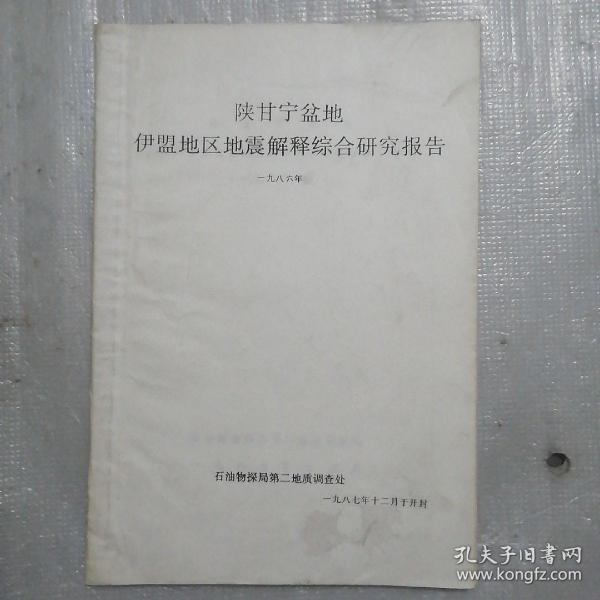 陕甘宁盆地
伊盟地区地震解释综合研究报告
一九八六年
石油物探局第二地质调查处
一九八七年十二月于开封
孔夫子旧书网
www.kongfz.com